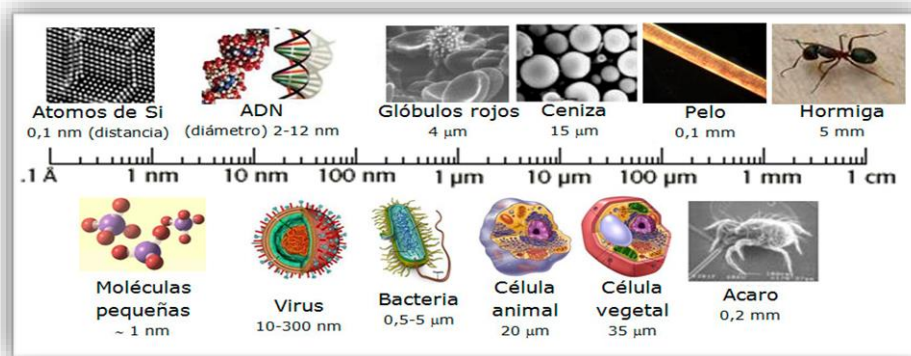 Atomos de Si
0,1 nm (distancia)
ADN
(diámetro) 2-12 nm
Glóbulos rojos
4 µm
Ceniza
15 µm
Pelo
0,1 mm
Hormiga
5 mm
.1 Å 1 nm 10 nm 100 nm 1 µm 10 µm 100 µm 1 mm 1 cm
Moléculas
pequeñas
~ 1 nm
Virus
10-300 nm
Bacteria
0,5-5 µm
Célula
animal
20 µm
Célula
vegetal
35 µm
Acaro
0,2 mm